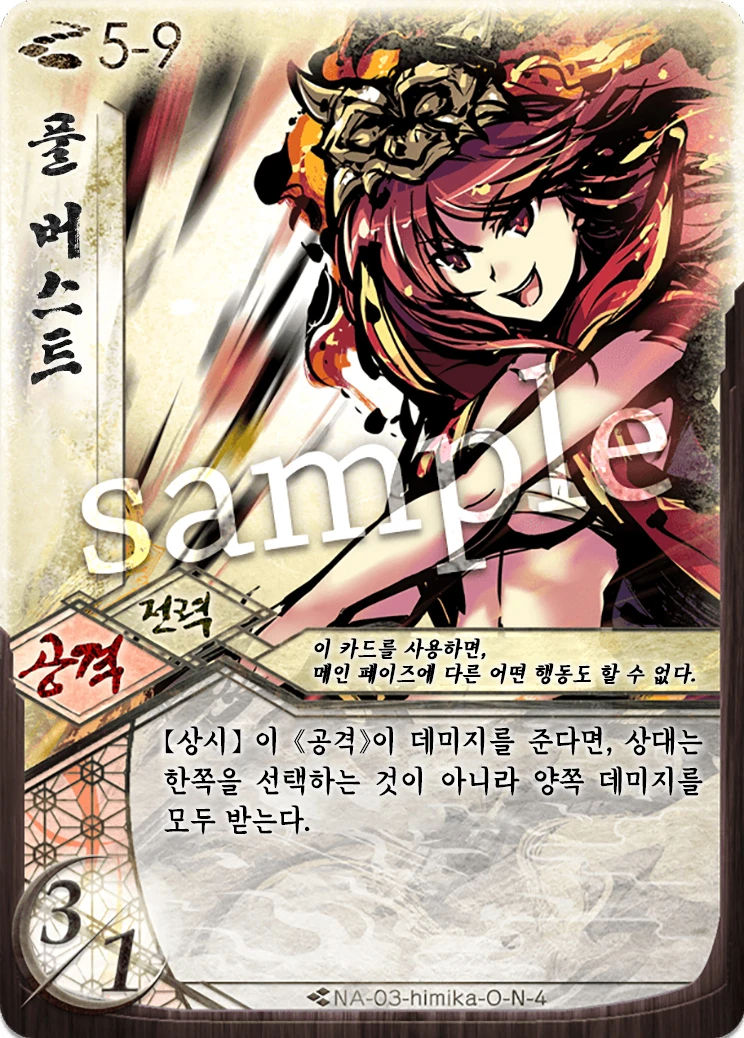 5-9
풀 버스트
sample
전력
공격
이 카드를 사용하면,
메인 페이즈에 다른 어떤 행동도 할 수 없다.
【상시】 이 《공격》이 데미지를 준다면, 상대는
한쪽을 선택하는 것이 아니라 양쪽 데미지를
모두 받는다.
3/1
NA-03-himika-O-N-4